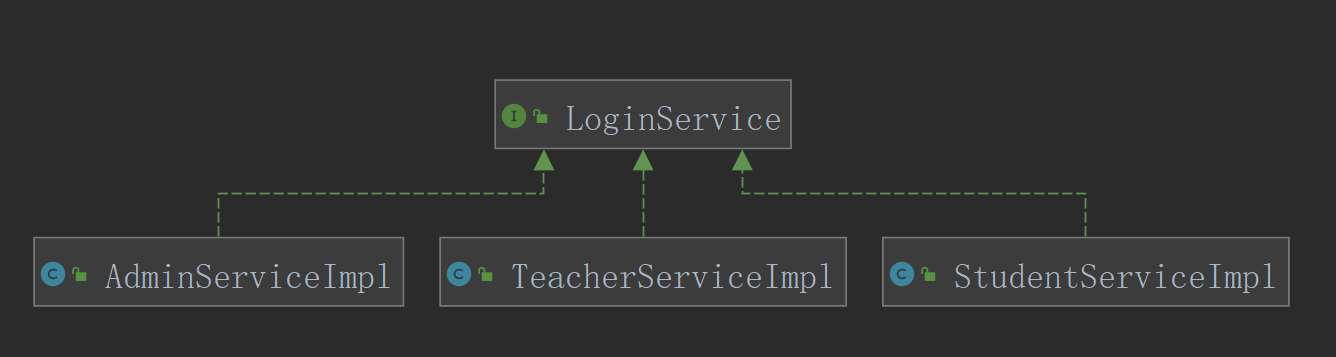 I LoginService
C AdminServiceImpl
C TeacherServiceImpl
C StudentServiceImpl